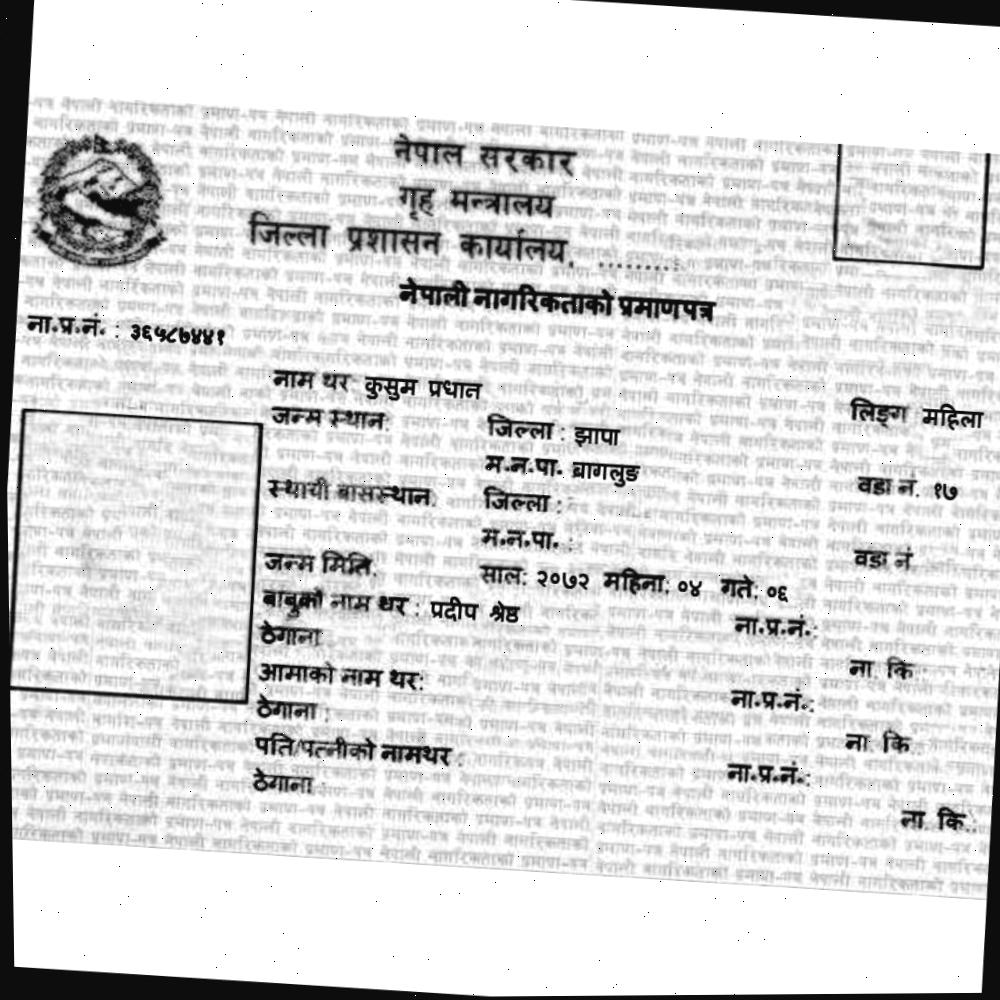 नेपाल सरकार
गृह मन्त्रालय
जिल्ला प्रशासन कार्यालय, .........
नेपाली नागरिकताको प्रमाणपत्र
ना.प्र.नं. : ३६५८७४४१
नाम थर: कुसुम प्रधान लिङ्ग महिला
जन्म स्थान: जिल्ला : झापा
म.न.पा. बागलुङ वडा नं. १७
स्थायी बासस्थान: जिल्ला :
म.न.पा. : वडा नं.
जन्म मिति: साल: २०७२ महिना: ०४ गते: ०६
बाबुको नाम थर : प्रदीप श्रेष्ठ ना.प्र.नं.:
ठेगाना : ना. कि. :
आमाको नाम थर: ना.प्र.नं.:
ठेगाना : ना. कि. :
पति/पत्नीको नामथर : ना.प्र.नं.:
ठेगाना : ना. कि. :